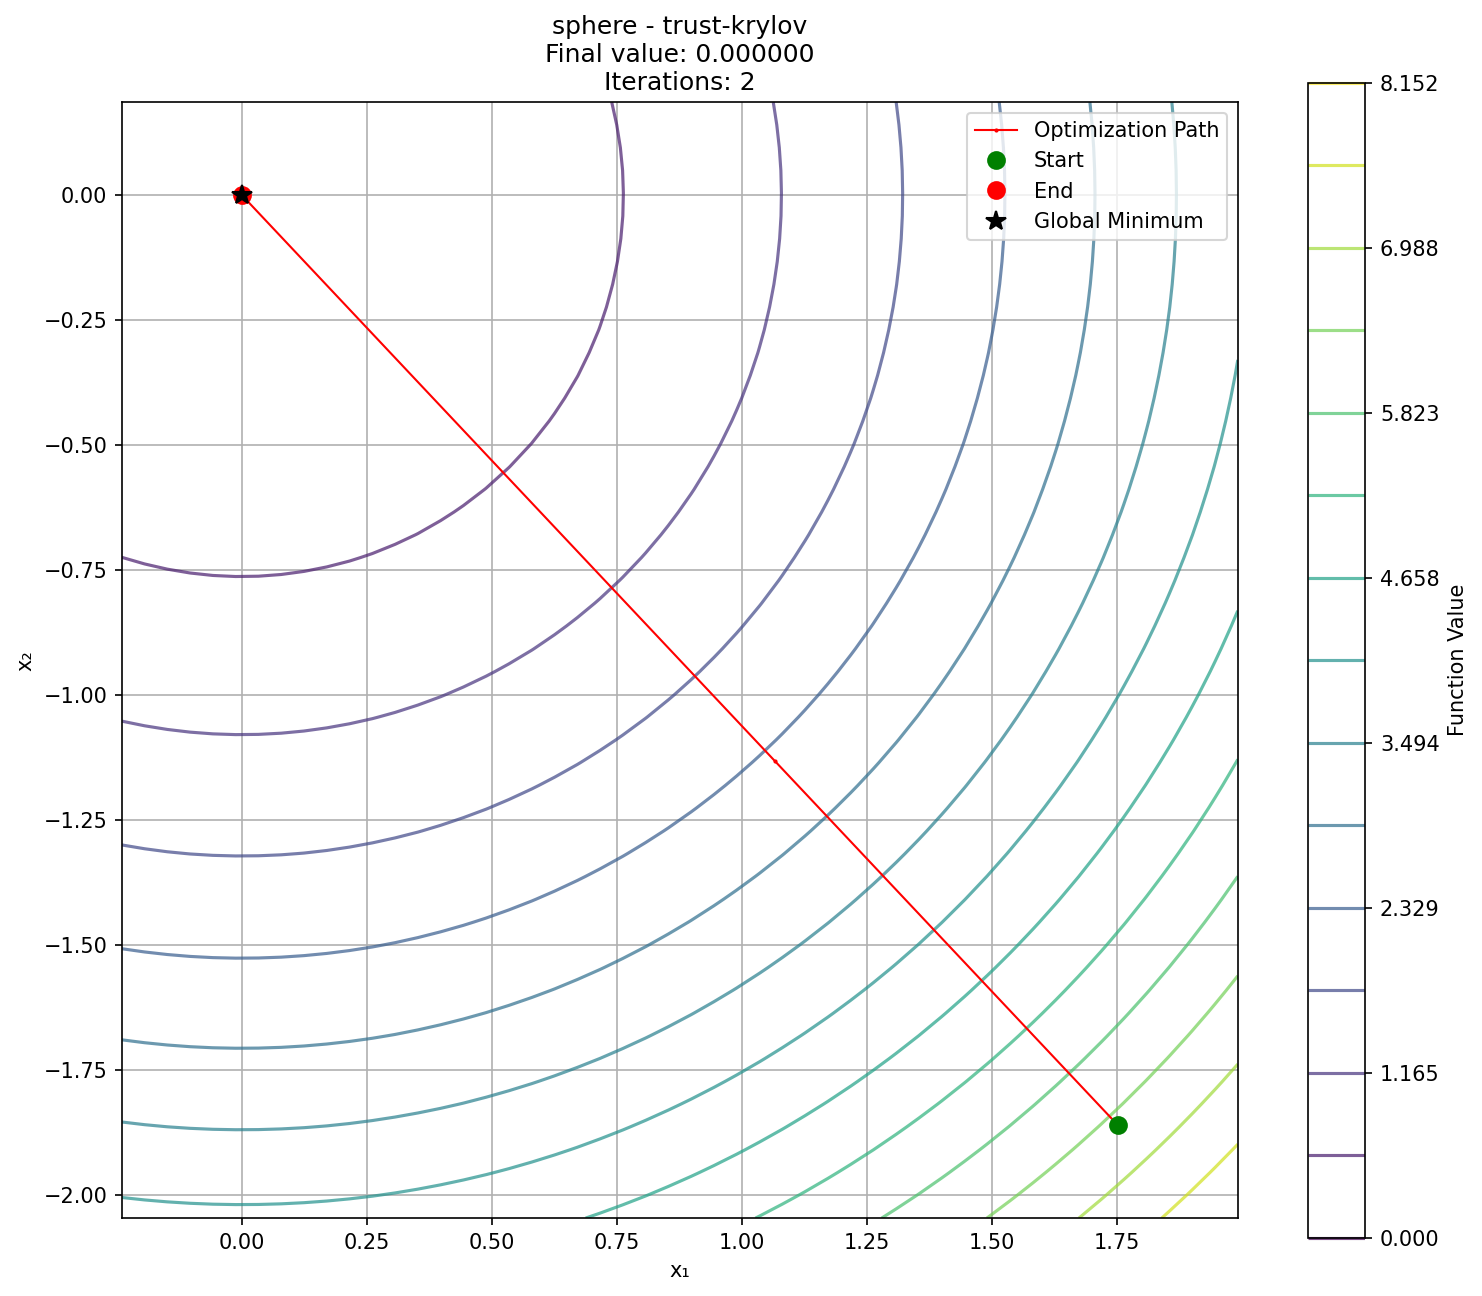 sphere - trust-krylov
Final value: 0.000000
Iterations: 2
Optimization Path
Start
End
Global Minimum
0.00
−0.25
−0.50
−0.75
−1.00
−1.25
−1.50
−1.75
−2.00
x₂
0.00
0.25
0.50
0.75
1.00
1.25
1.50
1.75
x₁
8.152
6.988
5.823
4.658
3.494
2.329
1.165
0.000
Function Value